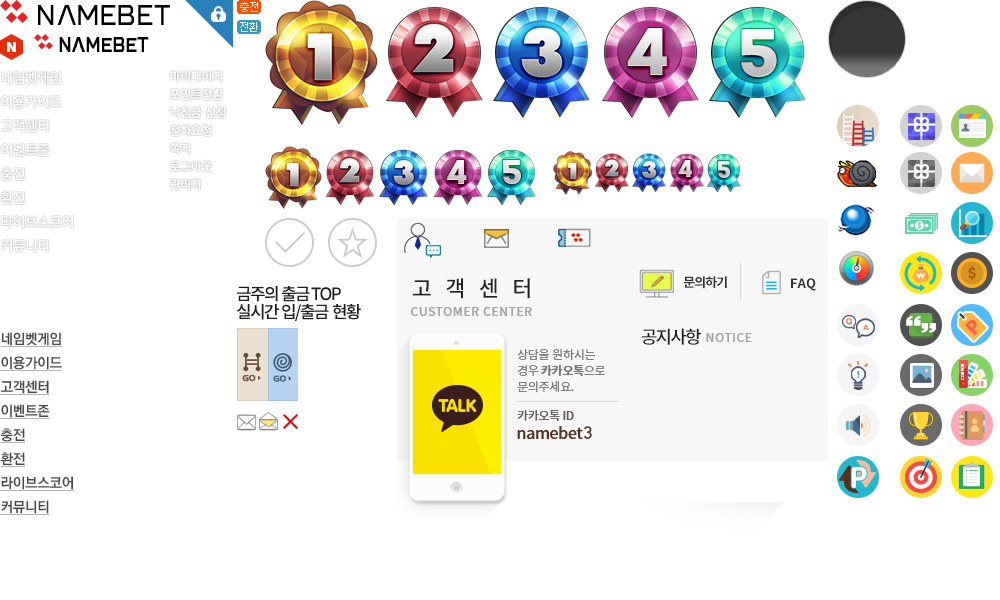 NAMEBET
충전
전화
N
NAMEBET
1
2
3
4
5
네임벳게임
이용가이드
고객센터
이벤트존
충전
환전
라이브스코어
커뮤니티
마이페이지
포인트전환
낙첨금 신청
전화요청
쪽지
로그아웃
관리자
1
2
3
4
5
1
2
3
4
5
금주의 출금 TOP
실시간 입/출금 현황
GO
GO
고객센터
CUSTOMER CENTER
문의하기
FAQ
공지사항 NOTICE
TALK
상담을 원하시는
경우 카카오톡으로
문의주세요.
카카오톡 ID
namebet3
네임벳게임
이용가이드
고객센터
이벤트존
충전
환전
라이브스코어
커뮤니티
Q
A
P
P
COUPON